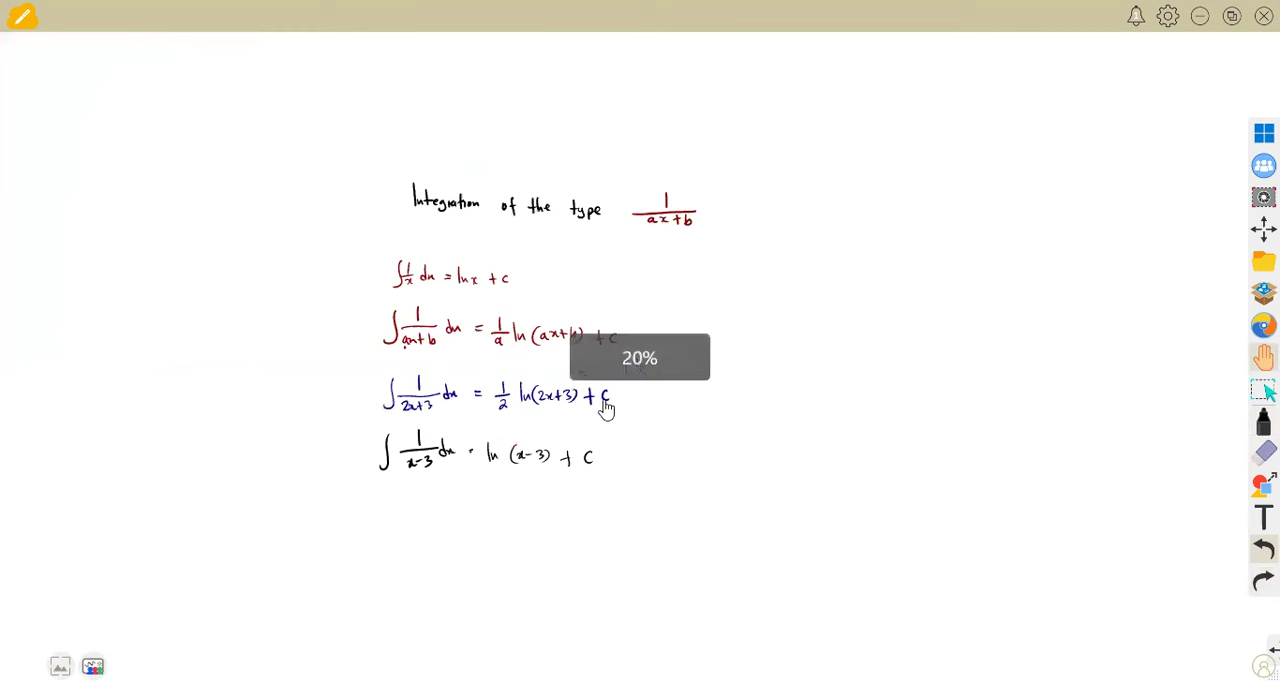 Integration of the type 1/(ax+b)
∫ 1/x dx = ln x + c
∫ 1/(ax+b) dx = 1/a ln(ax+b) + c
20%
∫ 1/(2x+3) dx = 1/2 ln(2x+3) + c
∫ 1/(x-3) dx = ln (x-3) + c
T